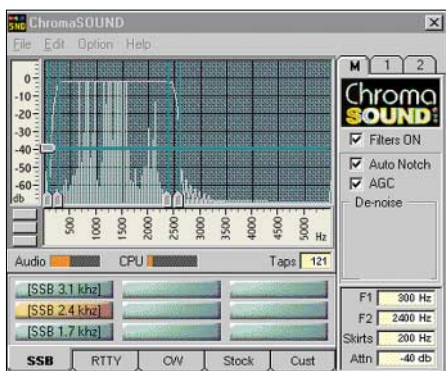 SND ChromaSOUND
File Edit Option Help
M 1 2
0
-10
-20
-30
-40
-50
-60
db
Chroma
SOUND
Filters ON
Auto Notch
AGC
De-noise
500 1000 1500 2000 2500 3000 3500 4000 4500 5000 Hz
Audio CPU Taps 121
[SSB 3.1 khz]
[SSB 2.4 khz]
[SSB 1.7 khz]
F1 300 Hz
F2 2400 Hz
Skirts 200 Hz
Attn -40 db
SSB RTTY CW Stock Cust